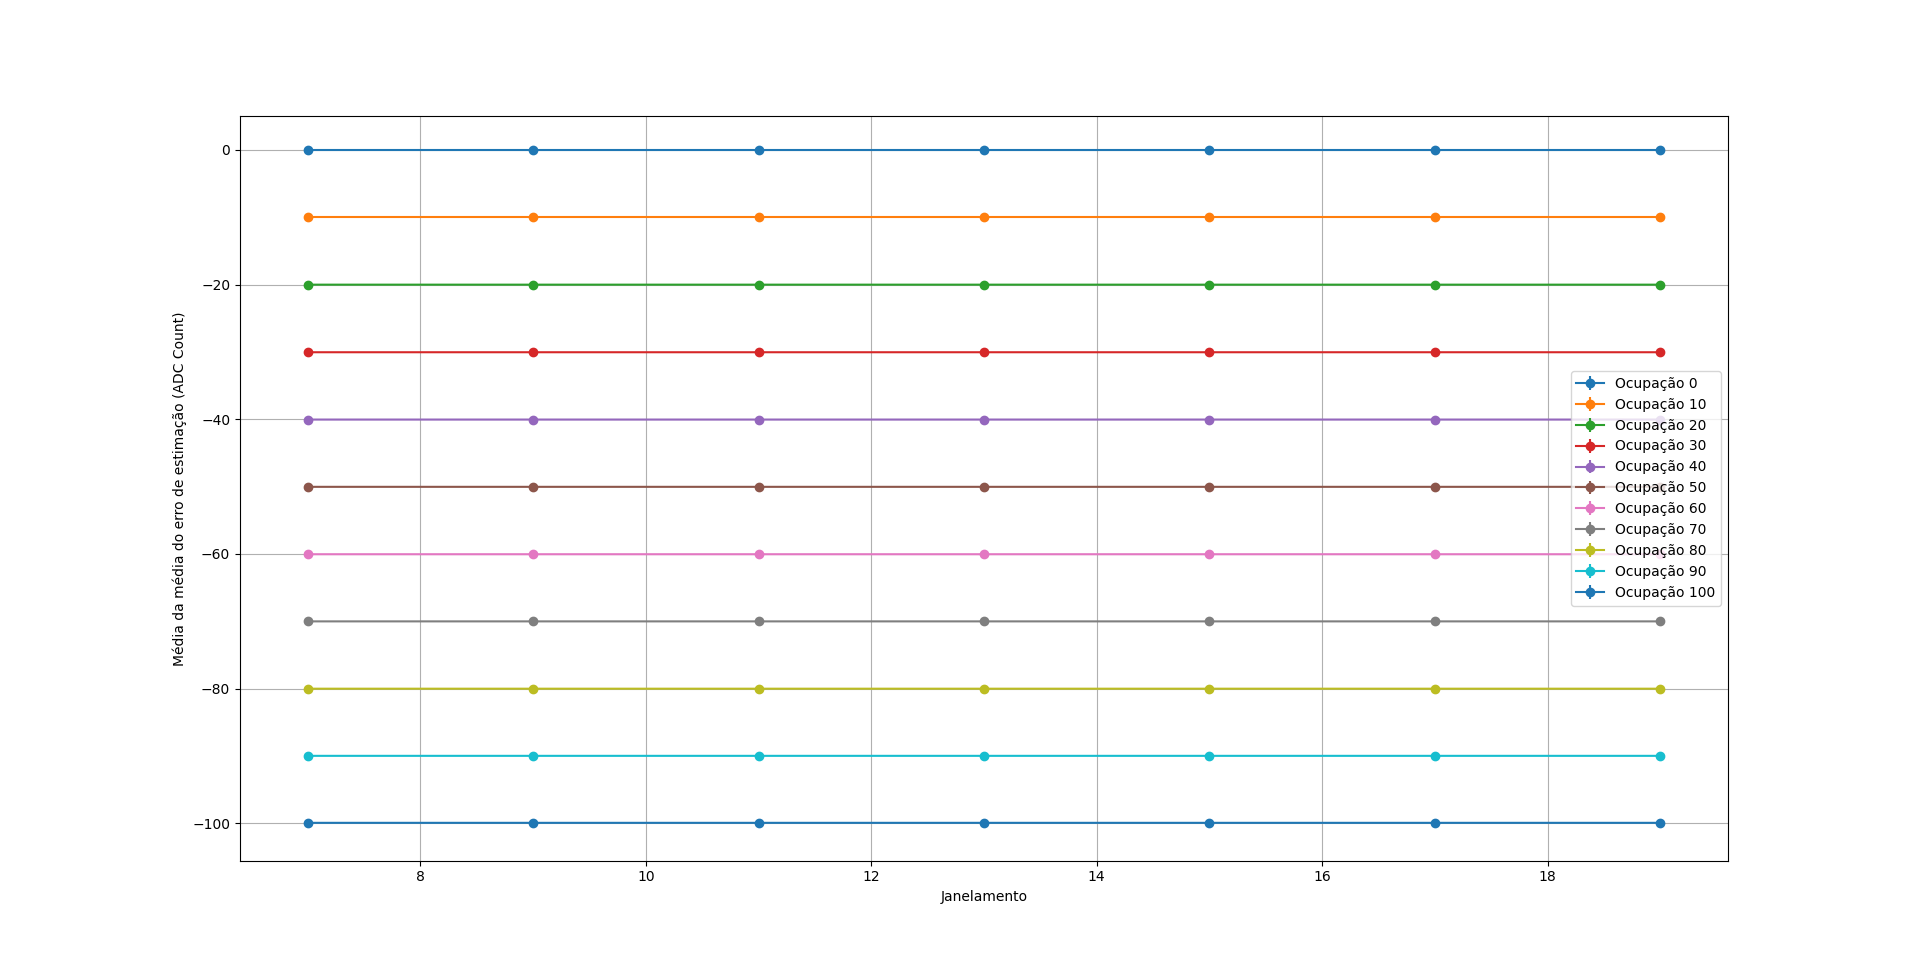 0
−20
−40
−60
−80
−100
Média da média do erro de estimação (ADC Count)
Ocupação 0
Ocupação 10
Ocupação 20
Ocupação 30
Ocupação 40
Ocupação 50
Ocupação 60
Ocupação 70
Ocupação 80
Ocupação 90
Ocupação 100
8
10
12
14
16
18
Janelamento